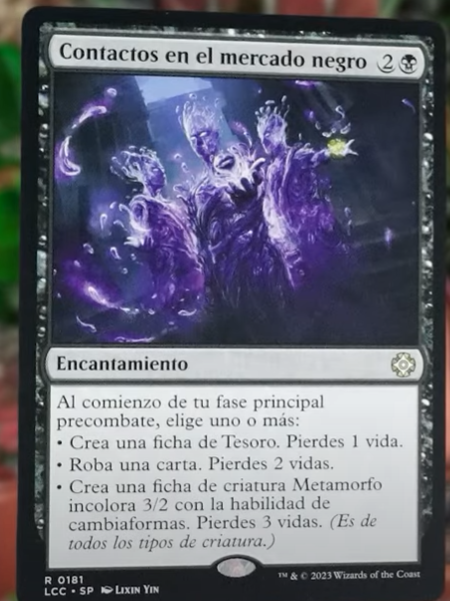 Contactos en el mercado negro 2
Encantamiento
Al comienzo de tu fase principal
precombate, elige uno o más:
• Crea una ficha de Tesoro. Pierdes 1 vida.
• Roba una carta. Pierdes 2 vidas.
• Crea una ficha de criatura Metamorfo
incolora 3/2 con la habilidad de
cambiaformas. Pierdes 3 vidas. (Es de
todos los tipos de criatura.)
R 0181
LCC • SP Lixin Yin
™ & © 2023 Wizards of the Coast